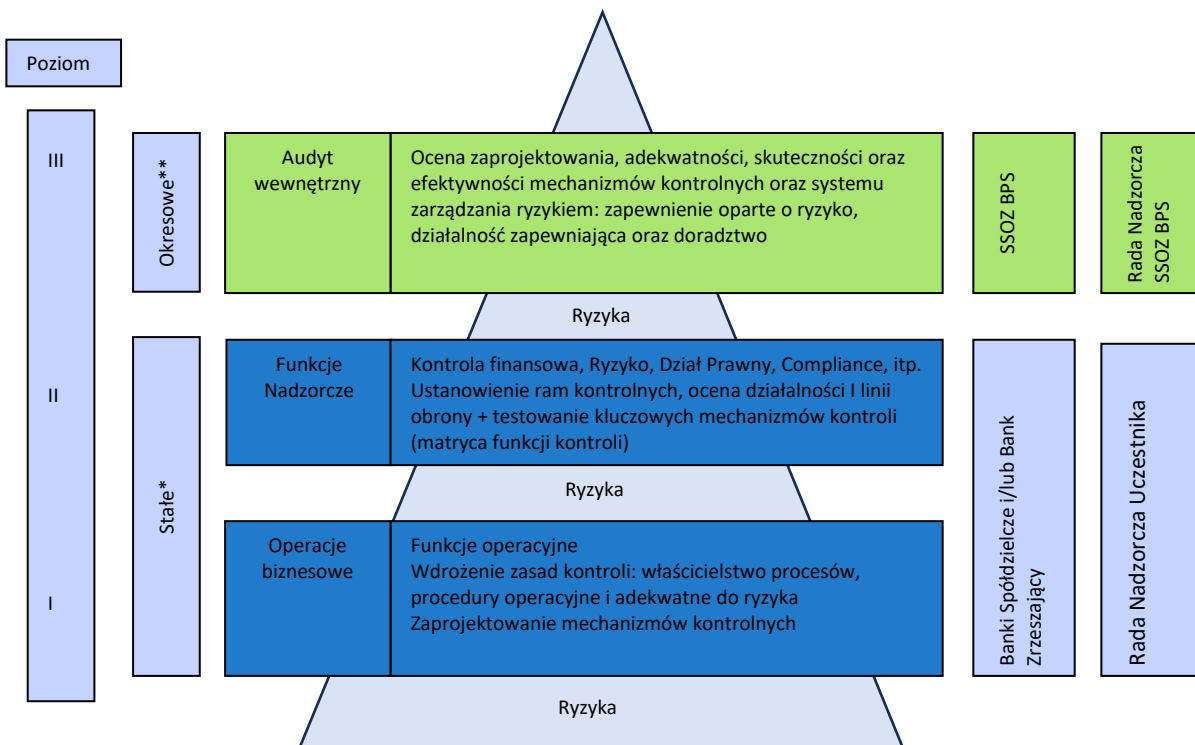 Poziom
III
Okresowe**
Audyt
wewnętrzny
Ocena zaprojektowania, adekwatności, skuteczności oraz
efektywności mechanizmów kontrolnych oraz systemu
zarządzania ryzykiem: zapewnienie oparte o ryzyko,
działalność zapewniająca oraz doradztwo
SSOZ BPS
Rada Nadzorcza
SSOZ BPS
Ryzyka
II
Stałe*
Funkcje
Nadzorcze
Kontrola finansowa, Ryzyko, Dział Prawny, Compliance, itp.
Ustanowienie ram kontrolnych, ocena działalności I linii
obrony + testowanie kluczowych mechanizmów kontroli
(matryca funkcji kontroli)
Banki Spółdzielcze i/lub Bank
Zrzeszający
Rada Nadzorcza Uczestnika
Ryzyka
I
Operacje
biznesowe
Funkcje operacyjne
Wdrożenie zasad kontroli: właścicielstwo procesów,
procedury operacyjne i adekwatne do ryzyka
Zaprojektowanie mechanizmów kontrolnych
Ryzyka